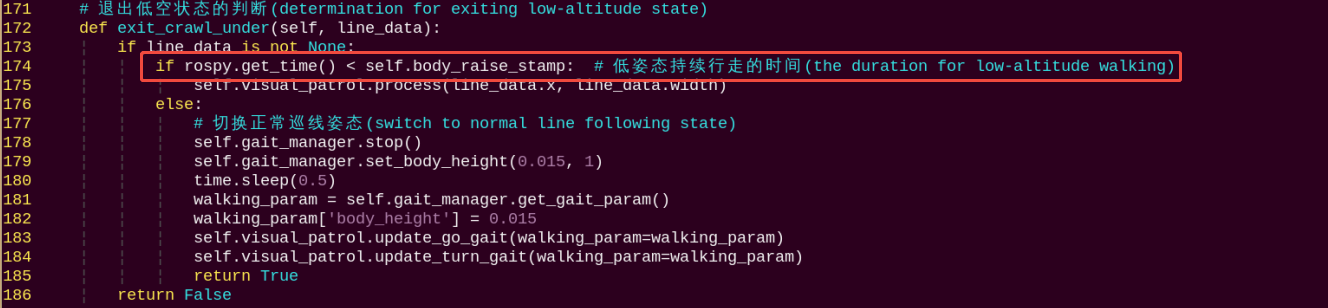 171     # 退出低空状态的判断(determination for exiting low-altitude state)
172     def exit_crawl_under(self, line_data):
173         if line_data is not None:
174             if rospy.get_time() < self.body_raise_stamp:  # 低姿态持续行走的时间(the duration for low-altitude walking)
175                 self.visual_patrol.process(line_data.x, line_data.width)
176             else:
177                 # 切换正常巡线姿态(switch to normal line following state)
178                 self.gait_manager.stop()
179                 self.gait_manager.set_body_height(0.015, 1)
180                 time.sleep(0.5)
181                 walking_param = self.gait_manager.get_gait_param()
182                 walking_param['body_height'] = 0.015
183                 self.visual_patrol.update_go_gait(walking_param=walking_param)
184                 self.visual_patrol.update_turn_gait(walking_param=walking_param)
185                 return True
186         return False